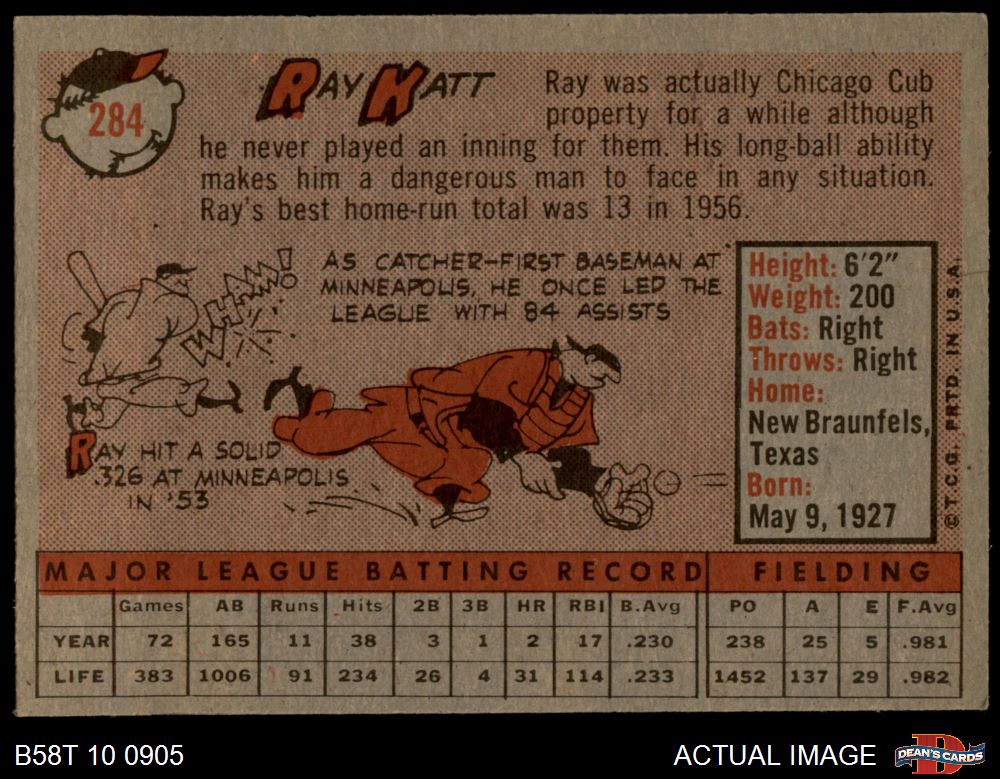 284
RAY KATT
Ray was actually Chicago Cub
property for a while although
he never played an inning for them. His long-ball ability
makes him a dangerous man to face in any situation.
Ray's best home-run total was 13 in 1956.
WHAM!
AS CATCHER-FIRST BASEMAN AT
MINNEAPOLIS, HE ONCE LED THE
LEAGUE WITH 84 ASSISTS
RAY HIT A SOLID
.326 AT MINNEAPOLIS
IN '53
Height: 6'2"
Weight: 200
Bats: Right
Throws: Right
Home:
New Braunfels,
Texas
Born:
May 9, 1927
© T.C.G. PRTD. IN U.S.A.
MAJOR LEAGUE BATTING RECORD FIELDING
Games AB Runs Hits 2B 3B HR RBI B.Avg PO A E F.Avg
YEAR 72 165 11 38 3 1 2 17 .230 238 25 5 .981
LIFE 383 1006 91 234 26 4 31 114 .233 1452 137 29 .982
B58T 10 0905 ACTUAL IMAGE DEAN'S CARDS